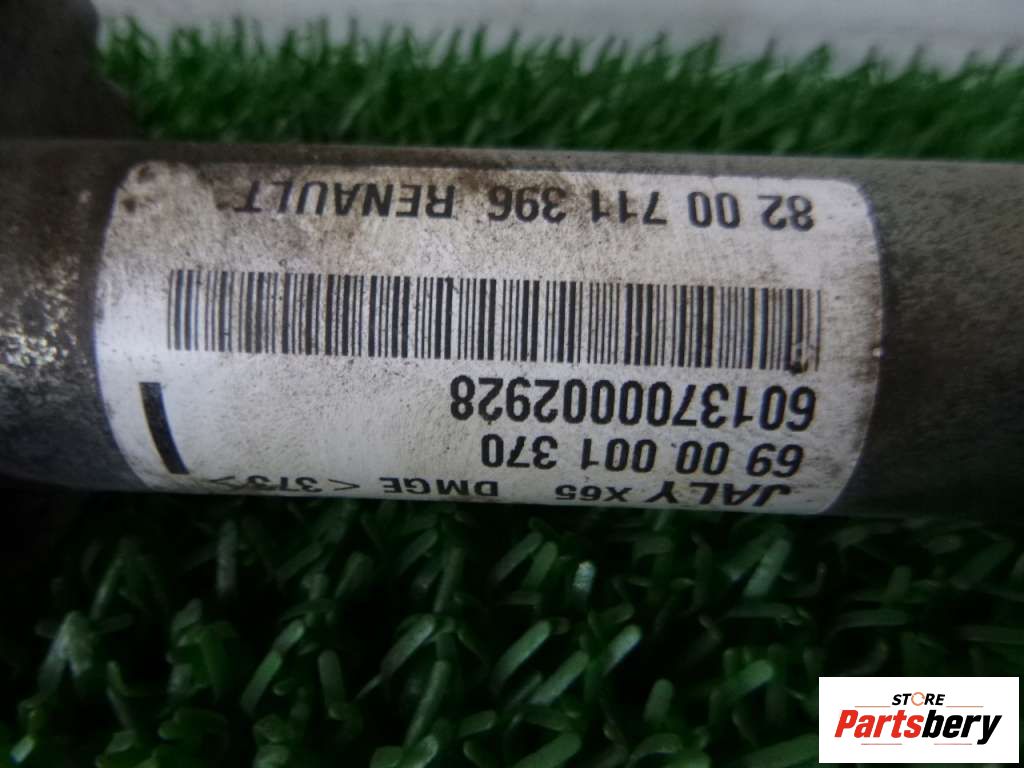 JALY X65 DMGE < 373 >
69 00 001 370
6013700002928
82 00 711 396 RENAULT
STORE
Partsbery